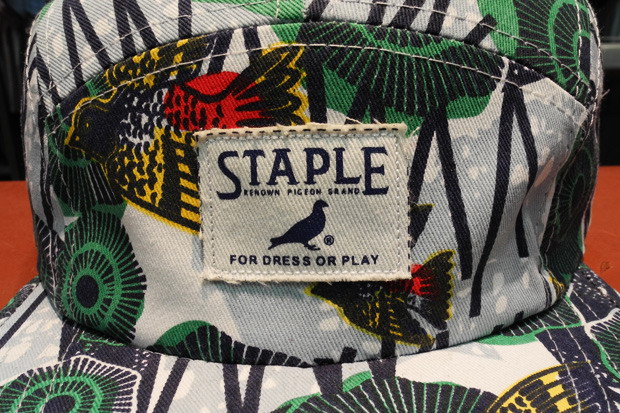 STAPLE
RENOWN PIGEON BRAND
®
FOR DRESS OR PLAY